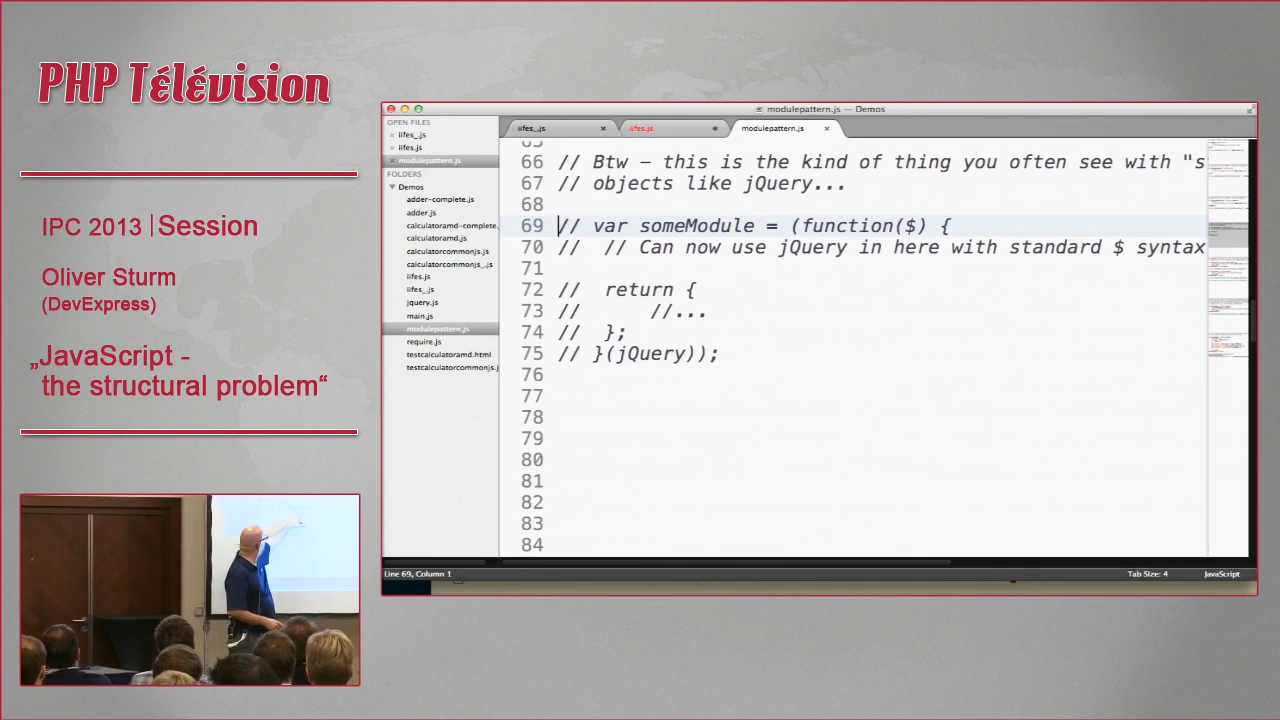 PHP Télévision
IPC 2013 | Session
Oliver Sturm
(DevExpress)
„JavaScript -
the structural problem“
modulepattern.js — Demos
OPEN FILES
iifes_.js
iifes.js
modulepattern.js
FOLDERS
Demos
adder-complete.js
adder.js
calculatoramd-complete.
calculatoramd.js
calculatorcommonjs.js
calculatorcommonjs_.js
iifes.js
iifes_.js
jquery.js
main.js
modulepattern.js
require.js
testcalculatoramd.html
testcalculatorcommonjs.j
iifes_.js
iifes.js
modulepattern.js
65
66 // Btw – this is the kind of thing you often see with "s
67 // objects like jQuery...
68
69 // var someModule = (function($) {
70 //  // Can now use jQuery in here with standard $ syntax
71
72 //  return {
73 //      //...
74 //  };
75 // }(jQuery));
76
77
78
79
80
81
82
83
84
Line 69, Column 1
Tab Size: 4
JavaScript